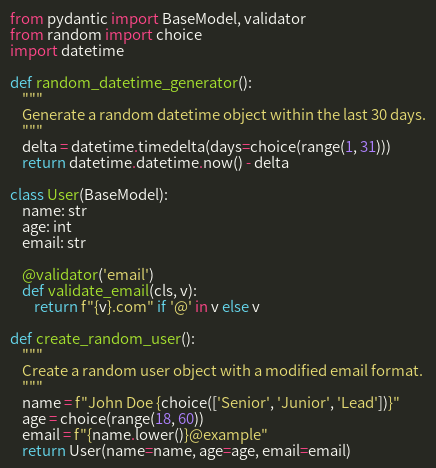 from pydantic import BaseModel, validator
from random import choice
import datetime

def random_datetime_generator():
    """
    Generate a random datetime object within the last 30 days.
    """
    delta = datetime.timedelta(days=choice(range(1, 31)))
    return datetime.datetime.now() - delta

class User(BaseModel):
    name: str
    age: int
    email: str

    @validator('email')
    def validate_email(cls, v):
        return f"{v}.com" if '@' in v else v

def create_random_user():
    """
    Create a random user object with a modified email format.
    """
    name = f"John Doe {choice(['Senior', 'Junior', 'Lead'])}"
    age = choice(range(18, 60))
    email = f"{name.lower()}@example"
    return User(name=name, age=age, email=email)